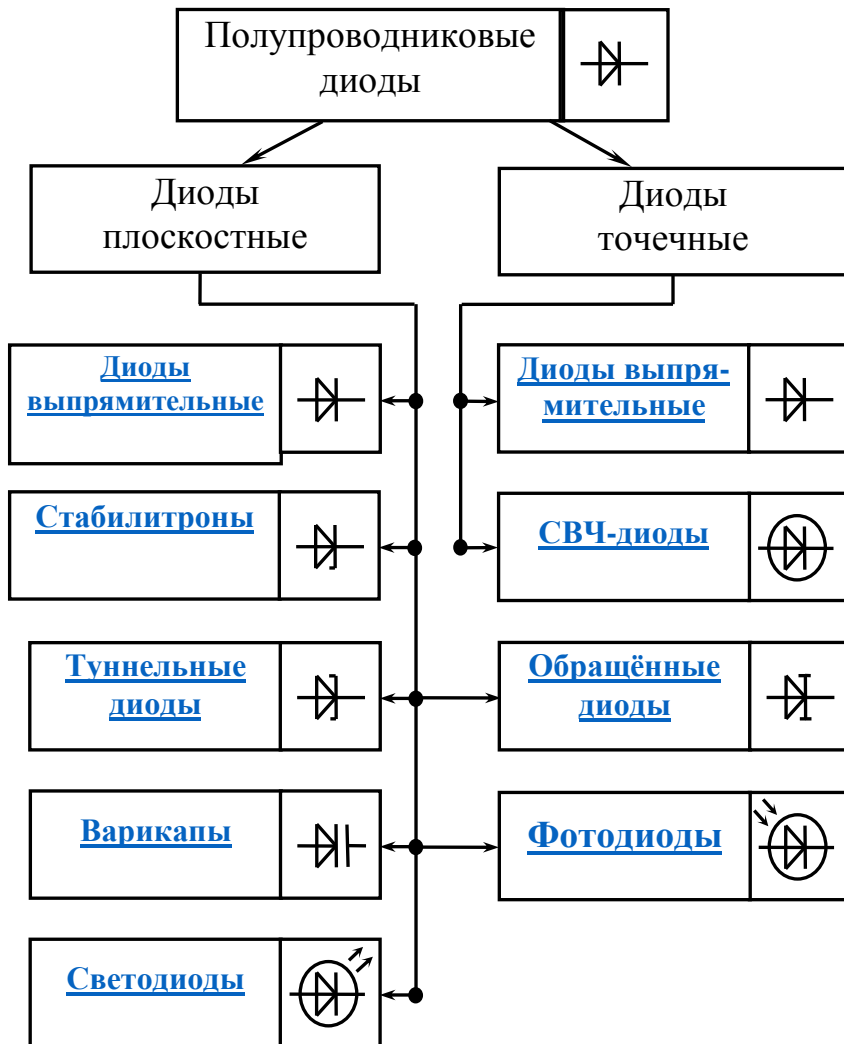 Полупроводниковые
диоды
Диоды
плоскостные
Диоды
точечные
Диоды
выпрямительные
Диоды выпря-
мительные
Стабилитроны
СВЧ-диоды
Туннельные
диоды
Обращённые
диоды
Варикапы
Фотодиоды
Светодиоды